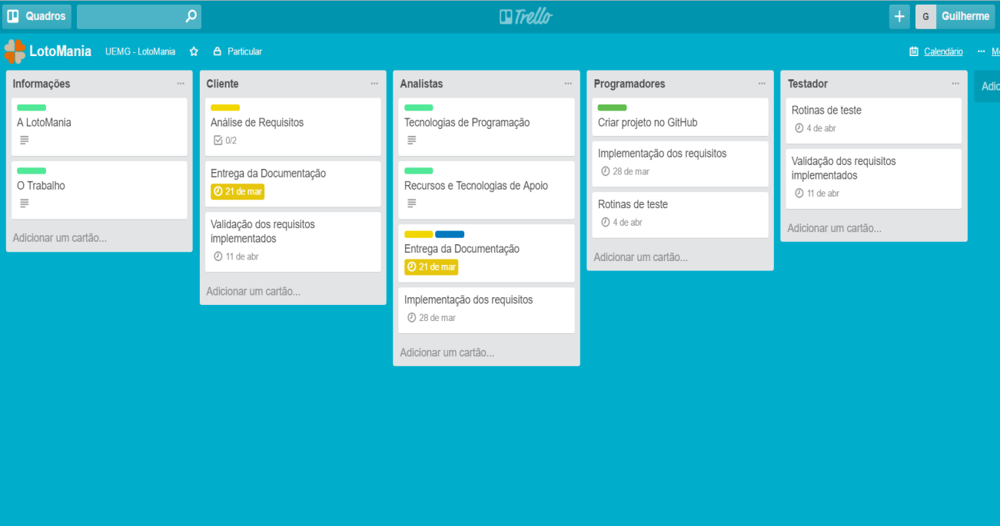 Quadros
Trello
G Guilherme
LotoMania UEMG - LotoMania Particular
Calendário
Informações
A LotoMania
O Trabalho
Adicionar um cartão...
Cliente
Análise de Requisitos
0/2
Entrega da Documentação
21 de mar
Validação dos requisitos
implementados
11 de abr
Adicionar um cartão...
Analistas
Tecnologias de Programação
Recursos e Tecnologias de Apoio
Entrega da Documentação
21 de mar
Implementação dos requisitos
28 de mar
Adicionar um cartão...
Programadores
Criar projeto no GitHub
Implementação dos requisitos
28 de mar
Rotinas de teste
4 de abr
Adicionar um cartão...
Testador
Rotinas de teste
4 de abr
Validação dos requisitos
implementados
11 de abr
Adicionar um cartão...